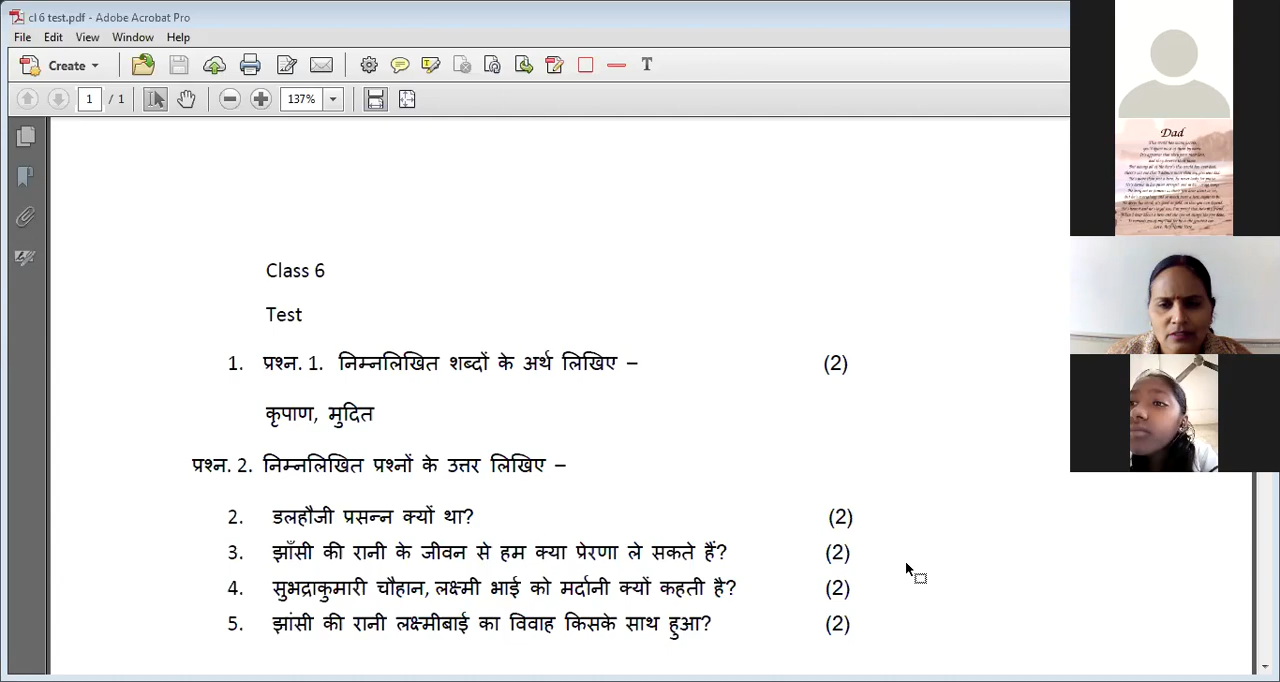 cl 6 test.pdf - Adobe Acrobat Pro
File Edit View Window Help
Create
1 / 1 137%
Class 6
Test
1. प्रश्न. 1. निम्नलिखित शब्दों के अर्थ लिखिए – (2)
कृपाण, मुदित
प्रश्न. 2. निम्नलिखित प्रश्नों के उत्तर लिखिए –
2. डलहौजी प्रसन्न क्यों था? (2)
3. झाँसी की रानी के जीवन से हम क्या प्रेरणा ले सकते हैं? (2)
4. सुभद्राकुमारी चौहान, लक्ष्मी भाई को मर्दानी क्यों कहती है? (2)
5. झांसी की रानी लक्ष्मीबाई का विवाह किसके साथ हुआ? (2)
Dad